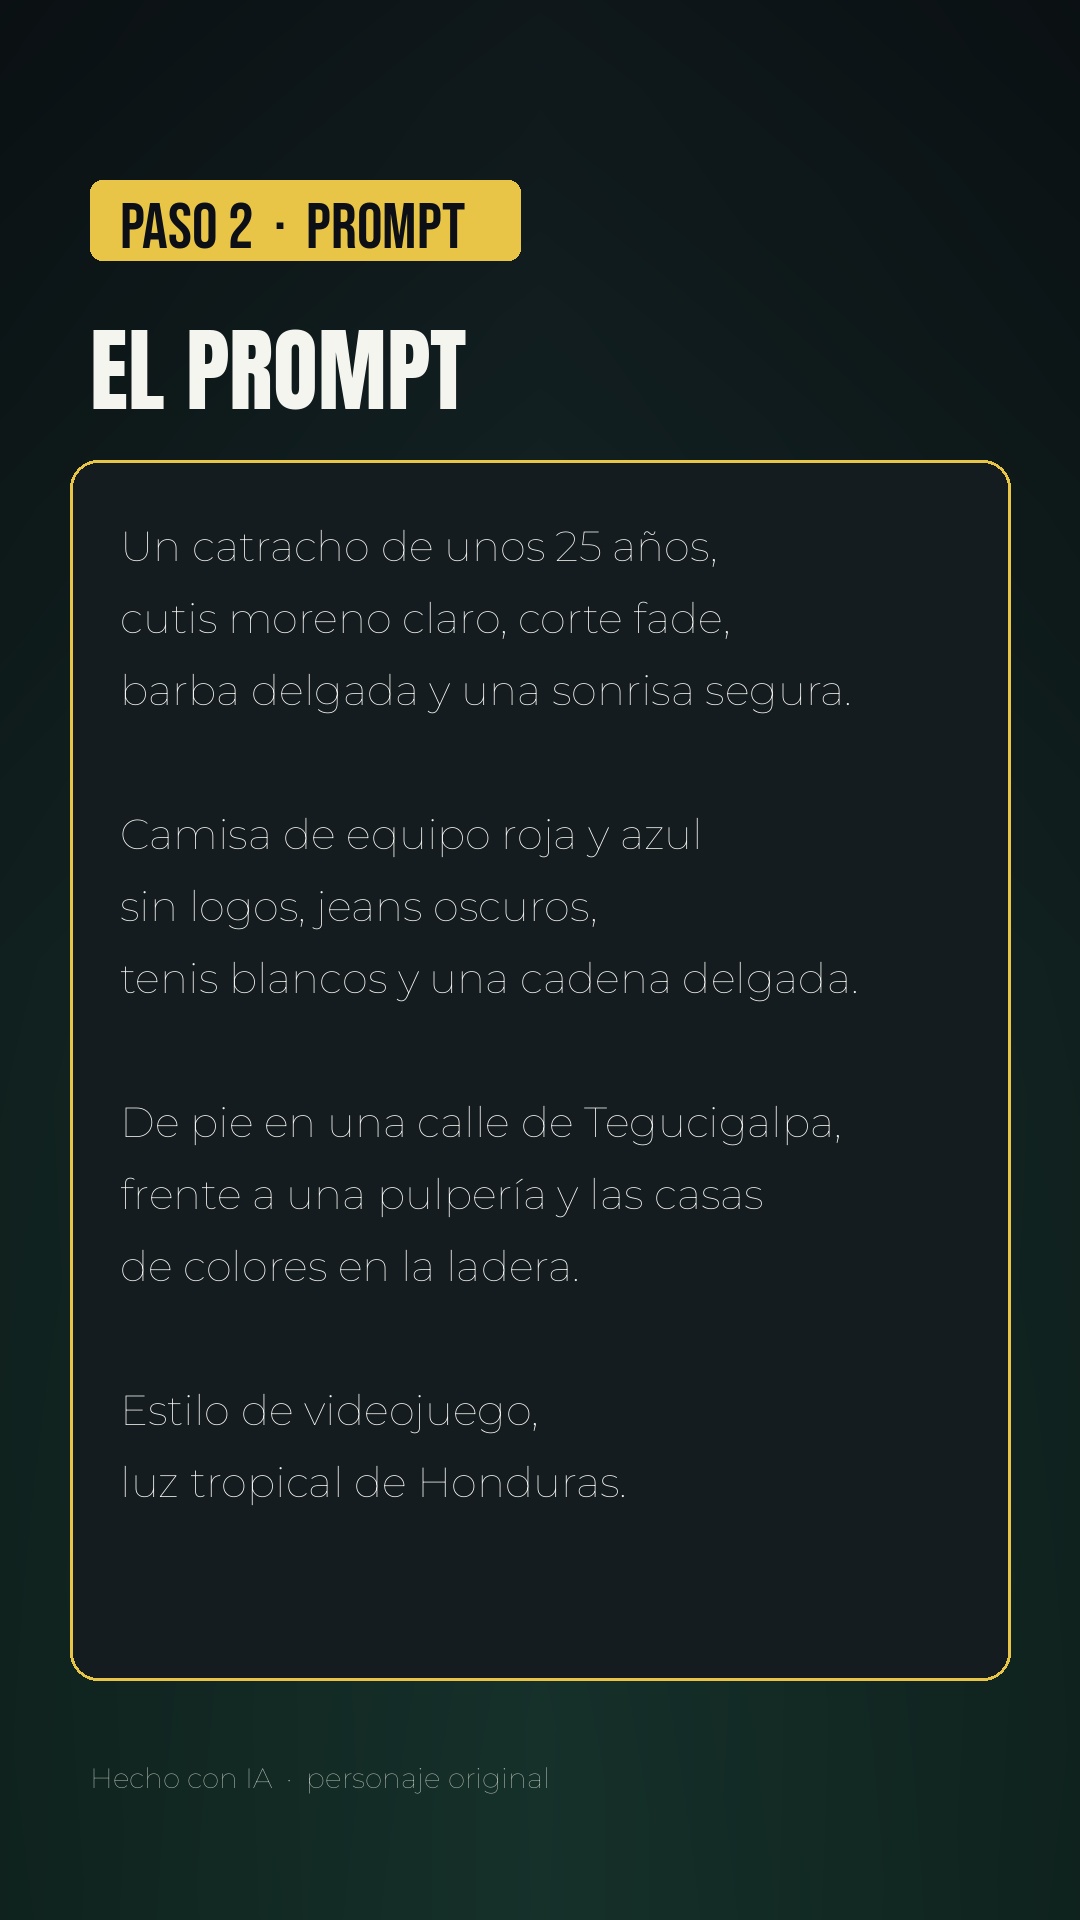 PASO 2 · PROMPT
EL PROMPT
Un catracho de unos 25 años,
cutis moreno claro, corte fade,
barba delgada y una sonrisa segura.
Camisa de equipo roja y azul
sin logos, jeans oscuros,
tenis blancos y una cadena delgada.
De pie en una calle de Tegucigalpa,
frente a una pulpería y las casas
de colores en la ladera.
Estilo de videojuego,
luz tropical de Honduras.
Hecho con IA · personaje original